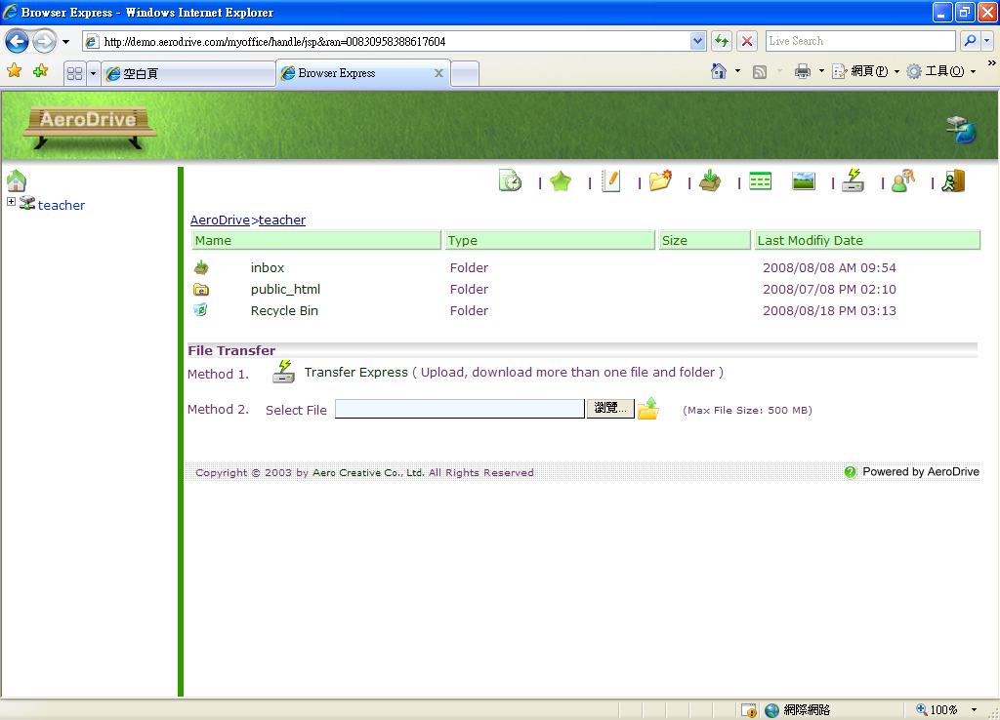 Browser Express - Windows Internet Explorer
http://demo.aerodrive.com/myoffice/handle/jsp&ran=00830958388617604
Live Search
空白頁
Browser Express
網頁(P)
工具(O)
AeroDrive
teacher
AeroDrive>teacher
Name Type Size Last Modifiy Date
inbox Folder 2008/08/08 AM 09:54
public_html Folder 2008/07/08 PM 02:10
Recycle Bin Folder 2008/08/18 PM 03:13
File Transfer
Method 1. Transfer Express ( Upload, download more than one file and folder )
Method 2. Select File 瀏覽... (Max File Size: 500 MB)
Copyright © 2003 by Aero Creative Co., Ltd. All Rights Reserved
Powered by AeroDrive
網際網路
100%